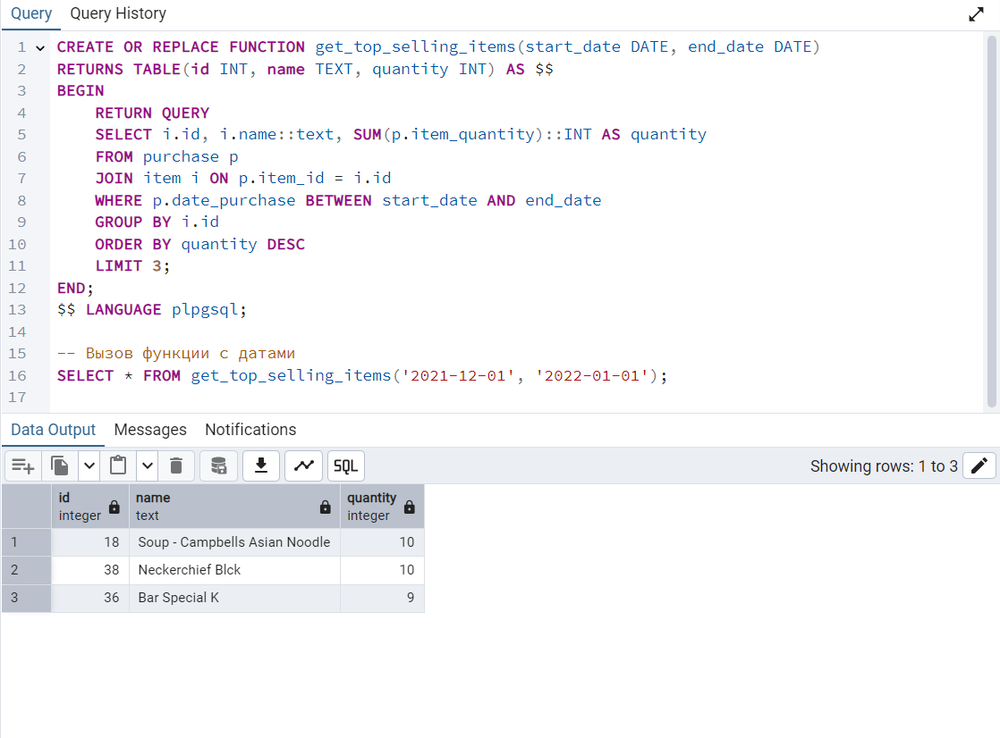 Query Query History
1 CREATE OR REPLACE FUNCTION get_top_selling_items(start_date DATE, end_date DATE)
2 RETURNS TABLE(id INT, name TEXT, quantity INT) AS $$
3 BEGIN
4     RETURN QUERY
5     SELECT i.id, i.name::text, SUM(p.item_quantity)::INT AS quantity
6     FROM purchase p
7     JOIN item i ON p.item_id = i.id
8     WHERE p.date_purchase BETWEEN start_date AND end_date
9     GROUP BY i.id
10     ORDER BY quantity DESC
11     LIMIT 3;
12 END;
13 $$ LANGUAGE plpgsql;
14
15 -- Вызов функции с датами
16 SELECT * FROM get_top_selling_items('2021-12-01', '2022-01-01');
17
Data Output Messages Notifications
SQL Showing rows: 1 to 3
id name quantity
integer text integer
1 18 Soup - Campbells Asian Noodle 10
2 38 Neckerchief Blck 10
3 36 Bar Special K 9